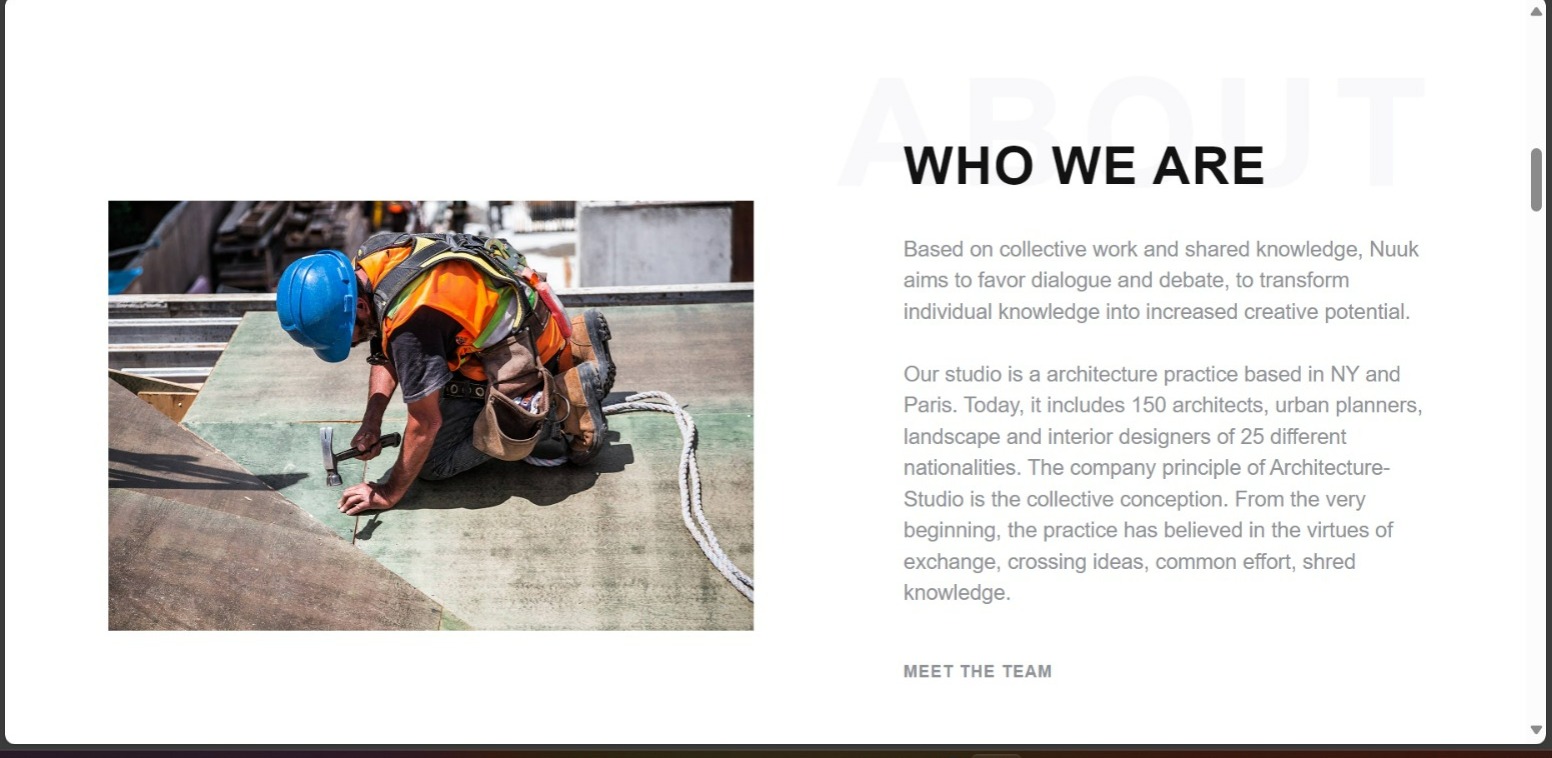 ABOUT
WHO WE ARE
Based on collective work and shared knowledge, Nuuk
aims to favor dialogue and debate, to transform
individual knowledge into increased creative potential.
Our studio is a architecture practice based in NY and
Paris. Today, it includes 150 architects, urban planners,
landscape and interior designers of 25 different
nationalities. The company principle of Architecture-
Studio is the collective conception. From the very
beginning, the practice has believed in the virtues of
exchange, crossing ideas, common effort, shred
knowledge.
MEET THE TEAM